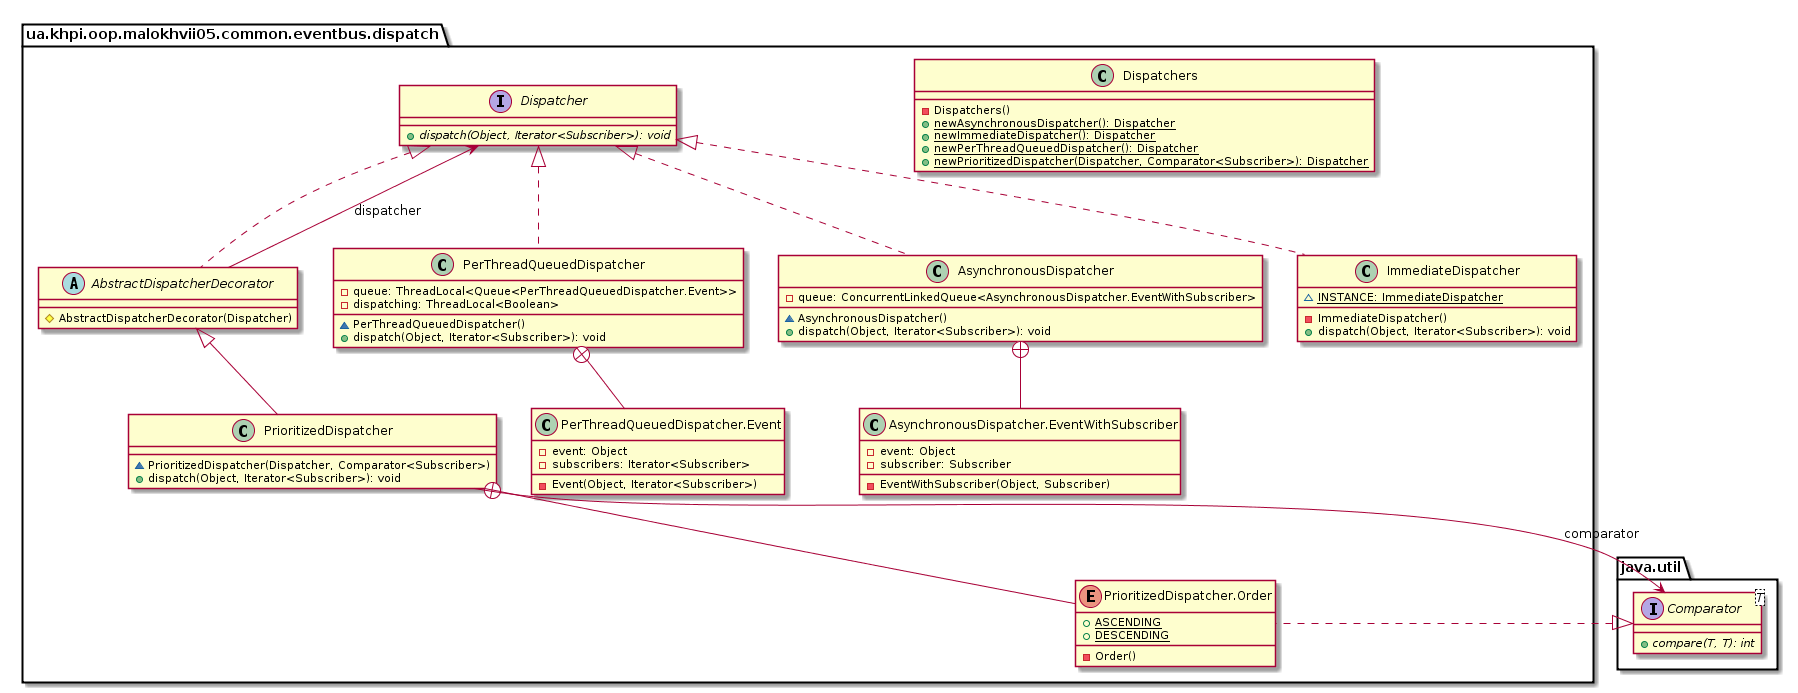 ua.khpi.oop.malokhvii05.common.eventbus.dispatch
I Dispatcher
dispatch(Object, Iterator<Subscriber>): void
C Dispatchers
Dispatchers()
newAsynchronousDispatcher(): Dispatcher
newImmediateDispatcher(): Dispatcher
newPerThreadQueuedDispatcher(): Dispatcher
newPrioritizedDispatcher(Dispatcher, Comparator<Subscriber>): Dispatcher
dispatcher
A AbstractDispatcherDecorator
AbstractDispatcherDecorator(Dispatcher)
C PerThreadQueuedDispatcher
queue: ThreadLocal<Queue<PerThreadQueuedDispatcher.Event>>
dispatching: ThreadLocal<Boolean>
PerThreadQueuedDispatcher()
dispatch(Object, Iterator<Subscriber>): void
C AsynchronousDispatcher
queue: ConcurrentLinkedQueue<AsynchronousDispatcher.EventWithSubscriber>
AsynchronousDispatcher()
dispatch(Object, Iterator<Subscriber>): void
C ImmediateDispatcher
INSTANCE: ImmediateDispatcher
ImmediateDispatcher()
dispatch(Object, Iterator<Subscriber>): void
C PrioritizedDispatcher
PrioritizedDispatcher(Dispatcher, Comparator<Subscriber>)
dispatch(Object, Iterator<Subscriber>): void
C PerThreadQueuedDispatcher.Event
event: Object
subscribers: Iterator<Subscriber>
Event(Object, Iterator<Subscriber>)
C AsynchronousDispatcher.EventWithSubscriber
event: Object
subscriber: Subscriber
EventWithSubscriber(Object, Subscriber)
comparator
E PrioritizedDispatcher.Order
ASCENDING
DESCENDING
Order()
java.util
I Comparator T
compare(T, T): int